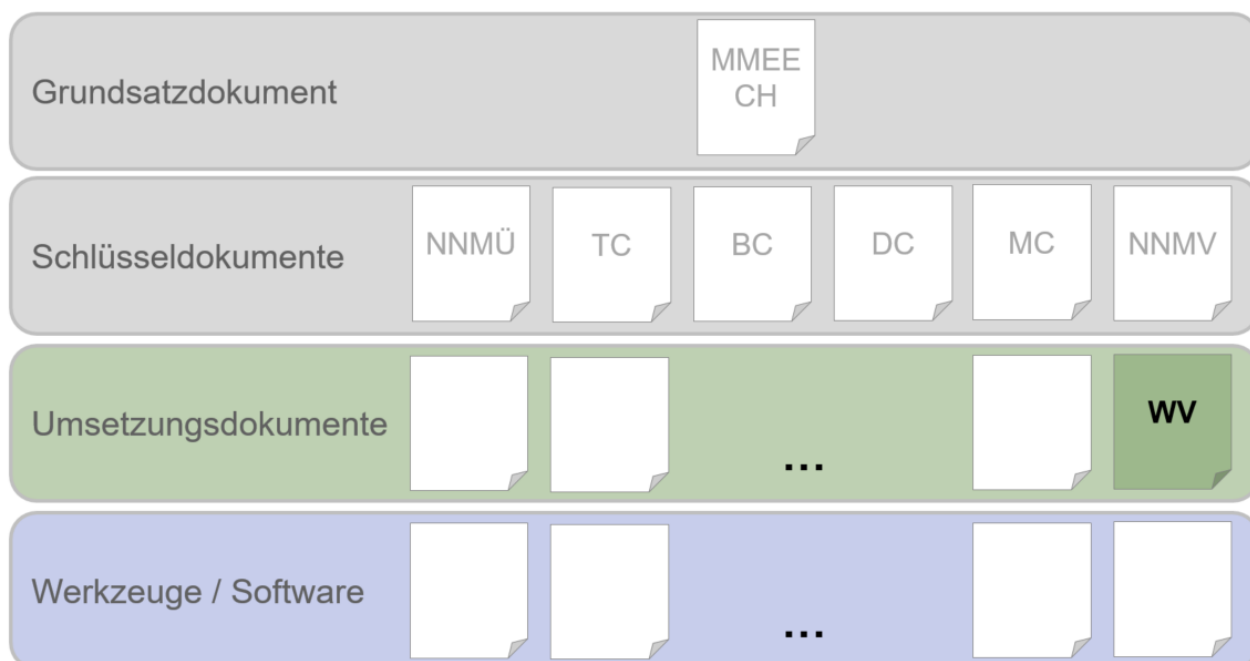 Grundsatzdokument
MMEE
CH
Schlüsseldokumente
NNMÜ
TC
BC
DC
MC
NNMV
Umsetzungsdokumente
...
WV
Werkzeuge / Software
...